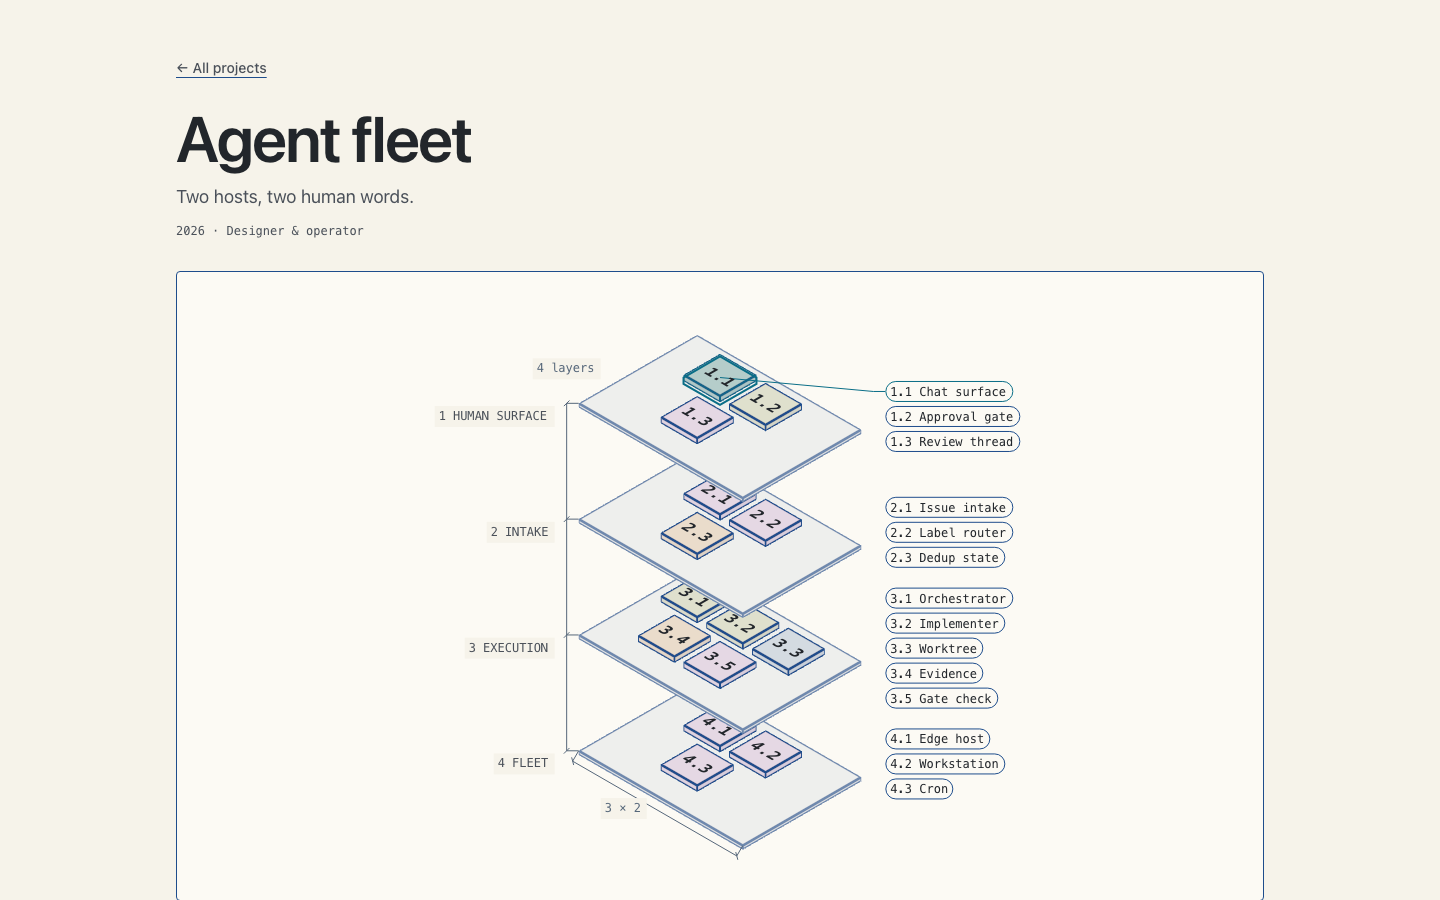 ← All projects
Agent fleet
Two hosts, two human words.
2026 · Designer & operator
4 layers
1 HUMAN SURFACE
1.1
1.2
1.3
1.1 Chat surface
1.2 Approval gate
1.3 Review thread
2 INTAKE
2.1
2.2
2.3
2.1 Issue intake
2.2 Label router
2.3 Dedup state
3 EXECUTION
3.1
3.2
3.4
3.3
3.5
3.1 Orchestrator
3.2 Implementer
3.3 Worktree
3.4 Evidence
3.5 Gate check
4 FLEET
4.1
4.2
4.3
4.1 Edge host
4.2 Workstation
4.3 Cron
3 × 2